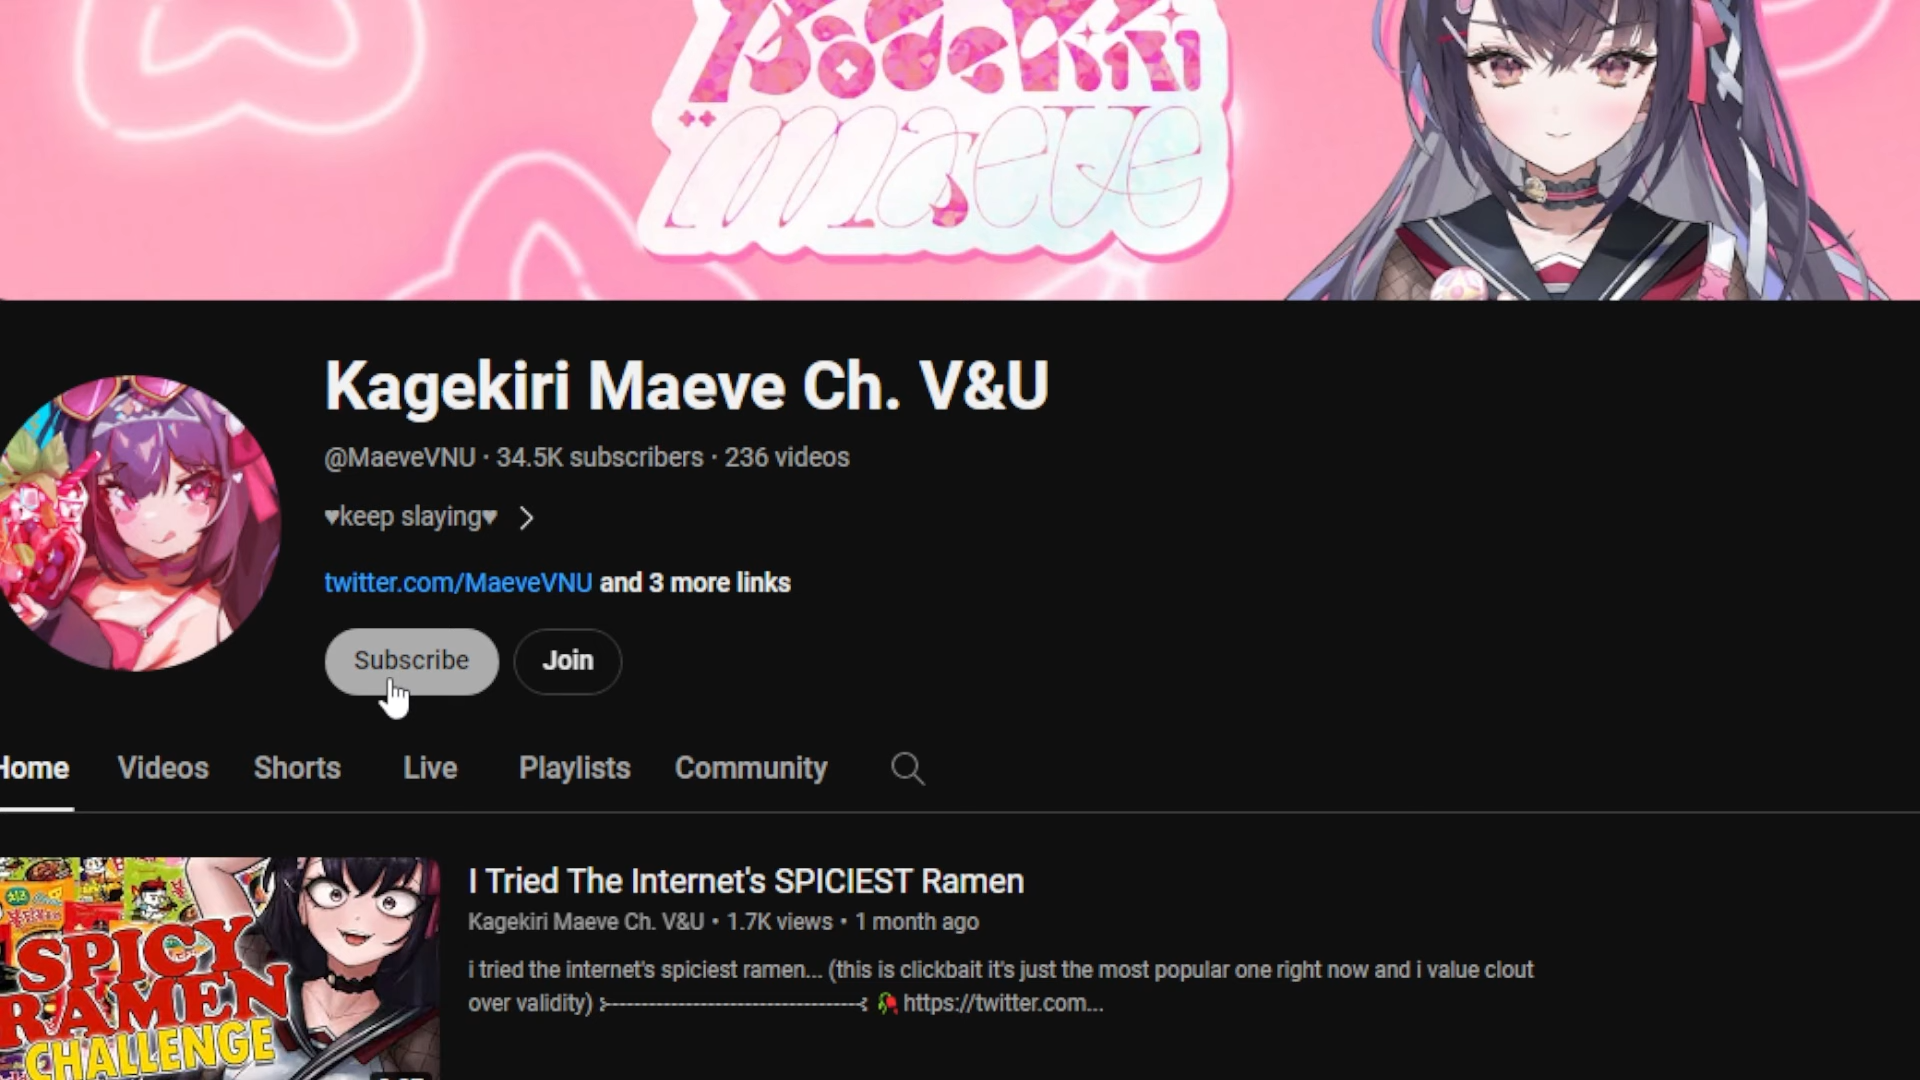 maeve
Kagekiri Maeve Ch. V&U
@MaeveVNU · 34.5K subscribers · 236 videos
♥keep slaying♥
twitter.com/MaeveVNU and 3 more links
Subscribe
Join
Home
Videos
Shorts
Live
Playlists
Community
SPICY
RAMEN
CHALLENGE
I Tried The Internet's SPICIEST Ramen
Kagekiri Maeve Ch. V&U • 1.7K views • 1 month ago
i tried the internet's spiciest ramen... (this is clickbait it's just the most popular one right now and i value clout
over validity) ⊱-----------------------------------⊰ 🥀 https://twitter.com...